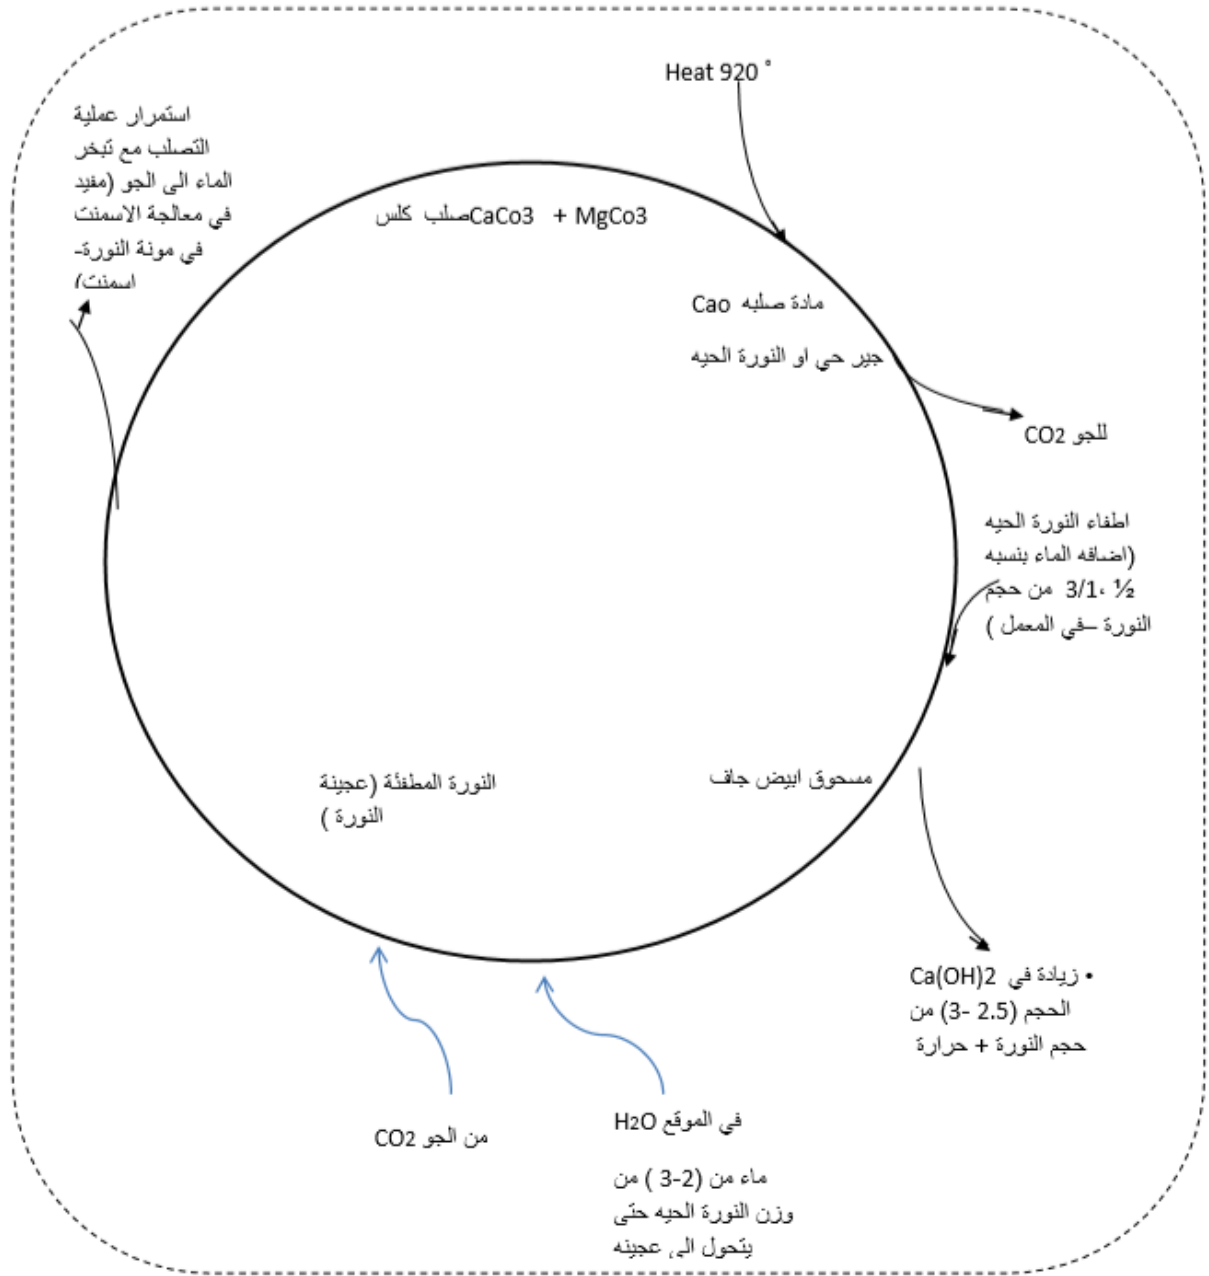 Heat 920 °
استمرار عملية
التصلب مع تبخر
الماء الى الجو (مفيد
في معالجة الاسمنت
في مونة النورة-
اسمنت)
صلب كلس CaCo3 + MgCo3
مادة صلبه Cao
جير حي او النورة الحيه
للجو CO2
اطفاء النورة الحيه
(اضافه الماء بنسبه
½ ،3/1 من حجم
النورة –في المعمل )
مسحوق ابيض جاف
النورة المطفئة (عجينة
النورة )
• زيادة في Ca(OH)2
الحجم (2.5 -3) من
حجم النورة + حرارة
من الجو CO2
في الموقع H2O
ماء من (2-3 ) من
وزن النورة الحيه حتى
يتحول الى عجينه